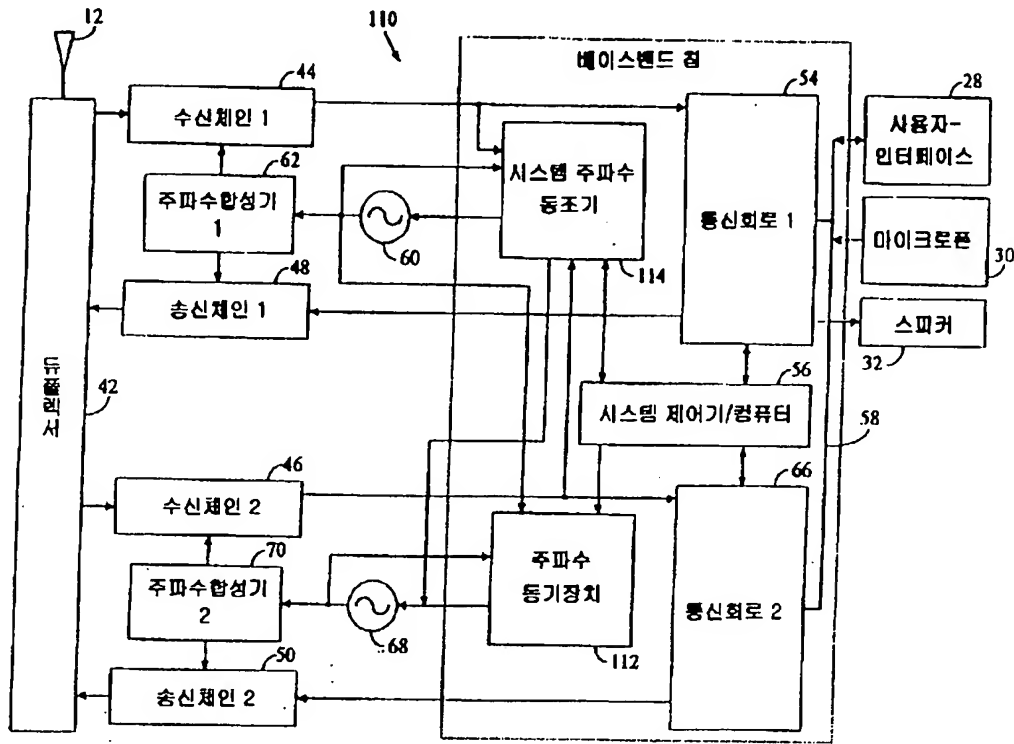 12
110
베이스밴드 칩
44
수신체인 1
54
28
사용자-
인터페이스
62
주파수합성기
1
시스템 주파수
동조기
60
통신회로 1
마이크로폰
30
114
48
송신체인 1
스피커
32
듀플렉서
42
56
시스템 제어기/컴퓨터
58
46
수신체인 2
66
70
주파수합성기
2
주파수
동기장치
68
통신회로 2
112
50
송신체인 2